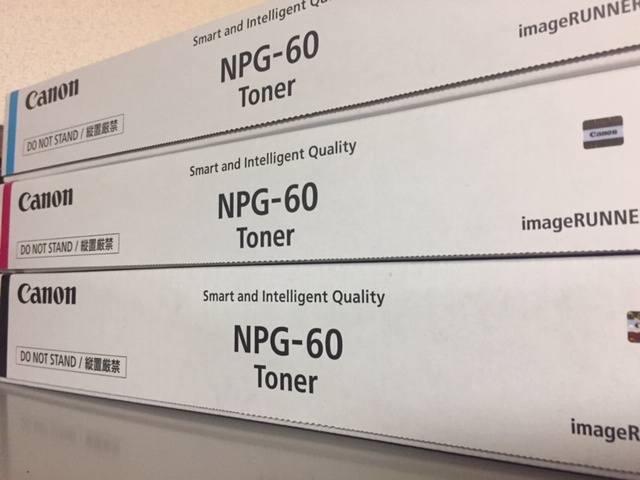 Smart and Intelligent
imageRUNNER
Canon
NPG-60
Toner
DO NOT STAND / 縦置厳禁
Smart and Intelligent Quality
Canon
Canon
NPG-60
imageRUNNE
Toner
DO NOT STAND / 縦置厳禁
Canon
Smart and Intelligent Quality
NPG-60
Toner
DO NOT STAND / 縦置厳禁
imageR